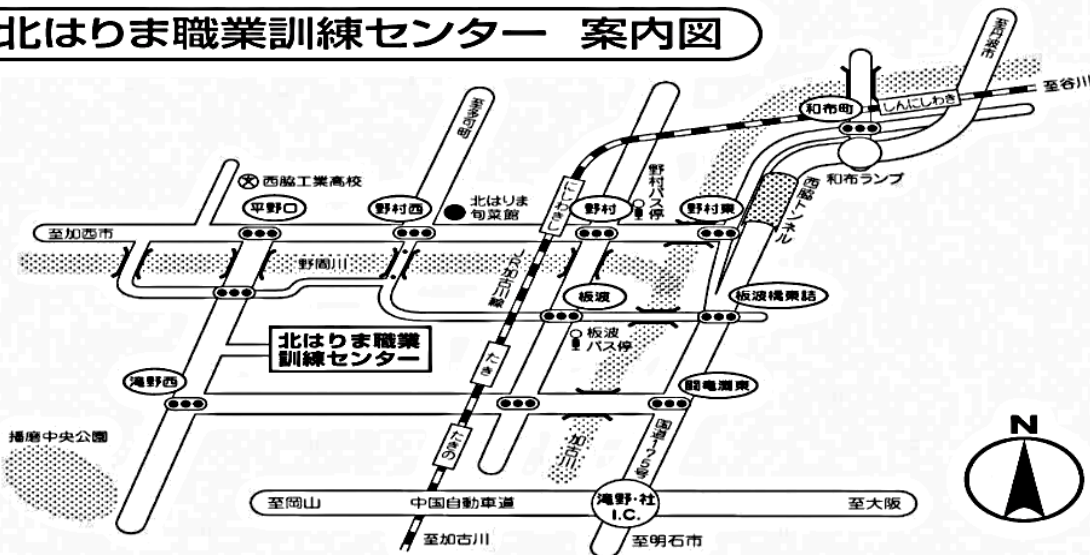 北はりま職業訓練センター 案内図
至丹波市
至谷川
しんにしわき
和布町
和布ランプ
西脇トンネル
至多可町
西脇工業高校
平野口
野村西
北はりま
旬菜館
にしわきし
野村
野村バス停
野村東
至加西市
野間川
JR加古川線
板波
板波橋東詰
板波
バス停
北はりま職業
訓練センター
たき
滝野西
闘竜灘東
播磨中央公園
たきの
加古川
国道175号
N
至岡山
中国自動車道
滝野・社
I.C.
至大阪
至加古川
至明石市